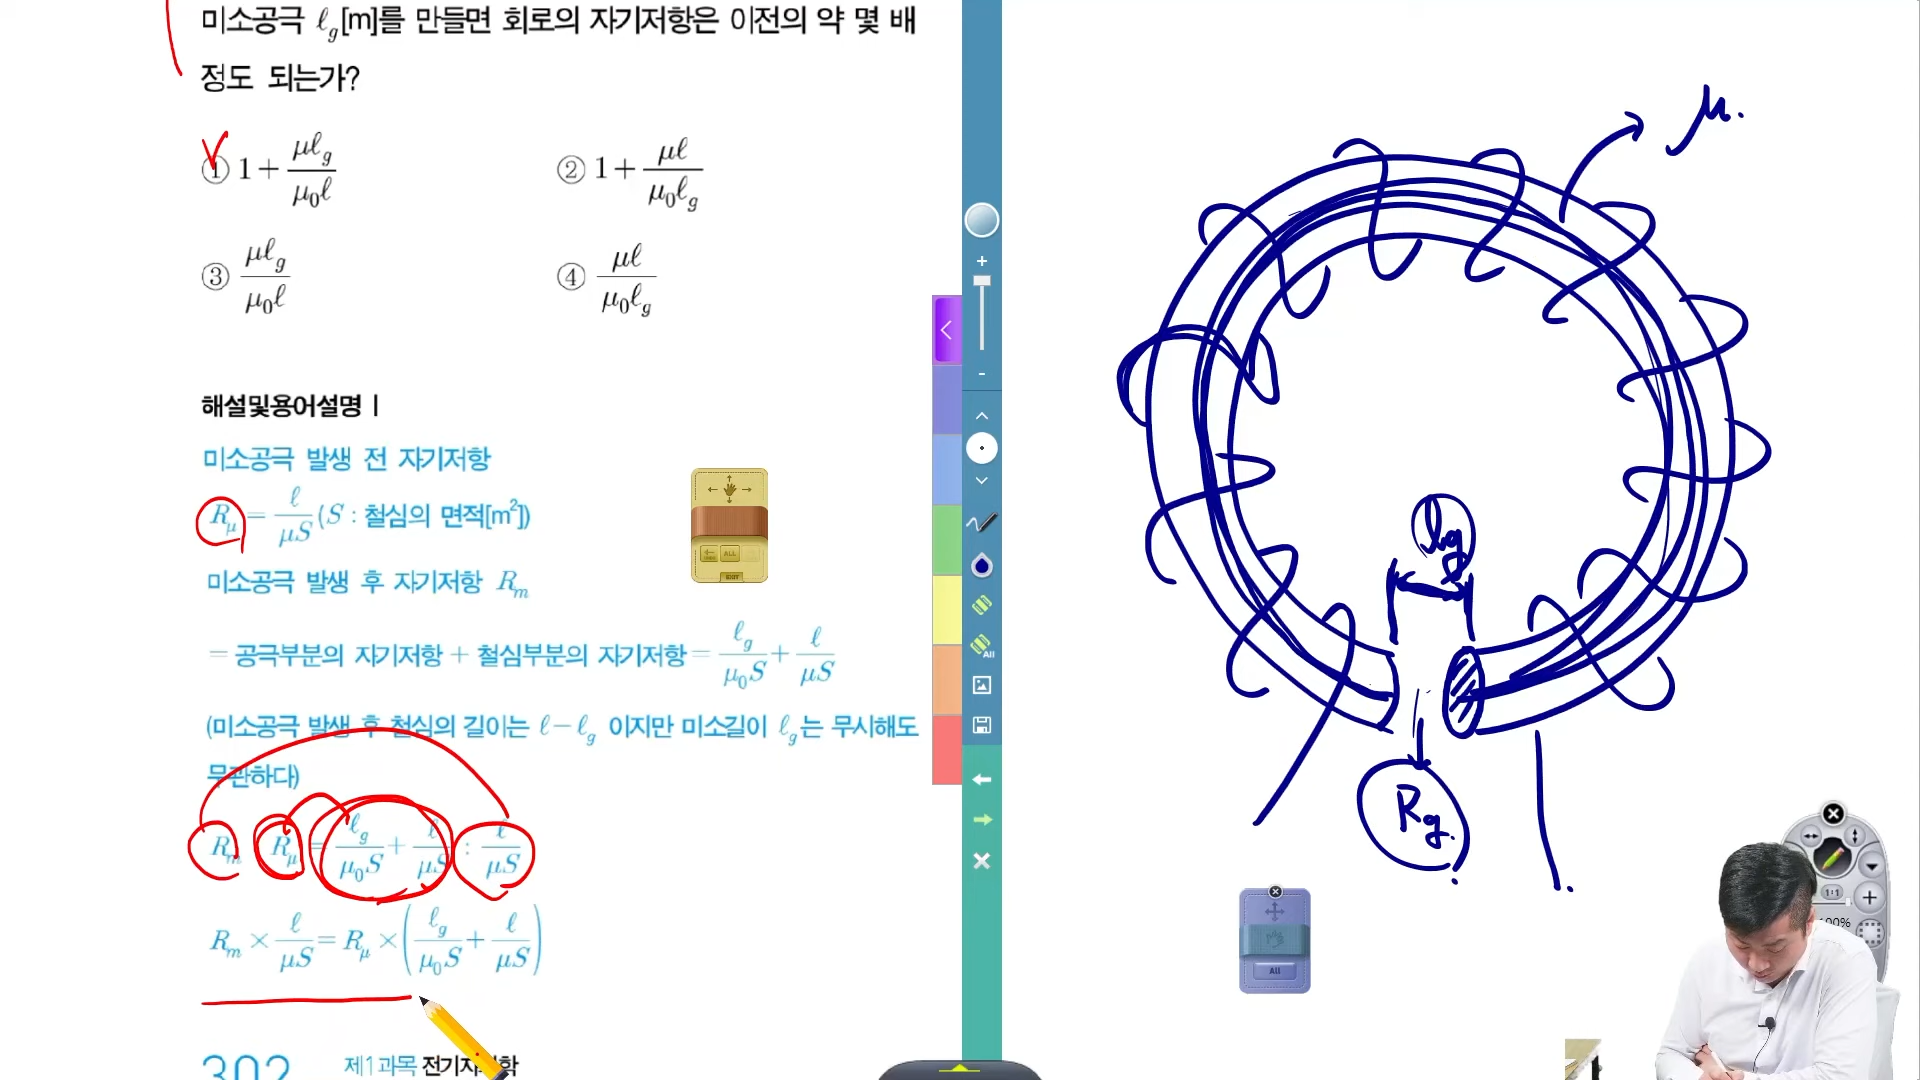 미소공극 ℓg[m]를 만들면 회로의 자기저항은 이전의 약 몇 배
정도 되는가?
① 1+μℓg/μ0ℓ ② 1+μℓ/μ0ℓg
③ μℓg/μ0ℓ ④ μℓ/μ0ℓg
해설및용어설명 |
미소공극 발생 전 자기저항
Rμ = ℓ/μS (S : 철심의 면적[m²])
미소공극 발생 후 자기저항 Rm
= 공극부분의 자기저항 + 철심부분의 자기저항 = ℓg/μ0S + ℓ/μS
(미소공극 발생 후 철심의 길이는 ℓ-ℓg 이지만 미소길이 ℓg는 무시해도
무관하다)
Rm : Rμ = ℓg/μ0S + ℓ/μS : ℓ/μS
Rm × ℓ/μS = Rμ × (ℓg/μ0S + ℓ/μS)
302 제1과목 전기자기학
μ.
lg
Rg.
+
-
All
ALL
EXIT
All
1:1
100%